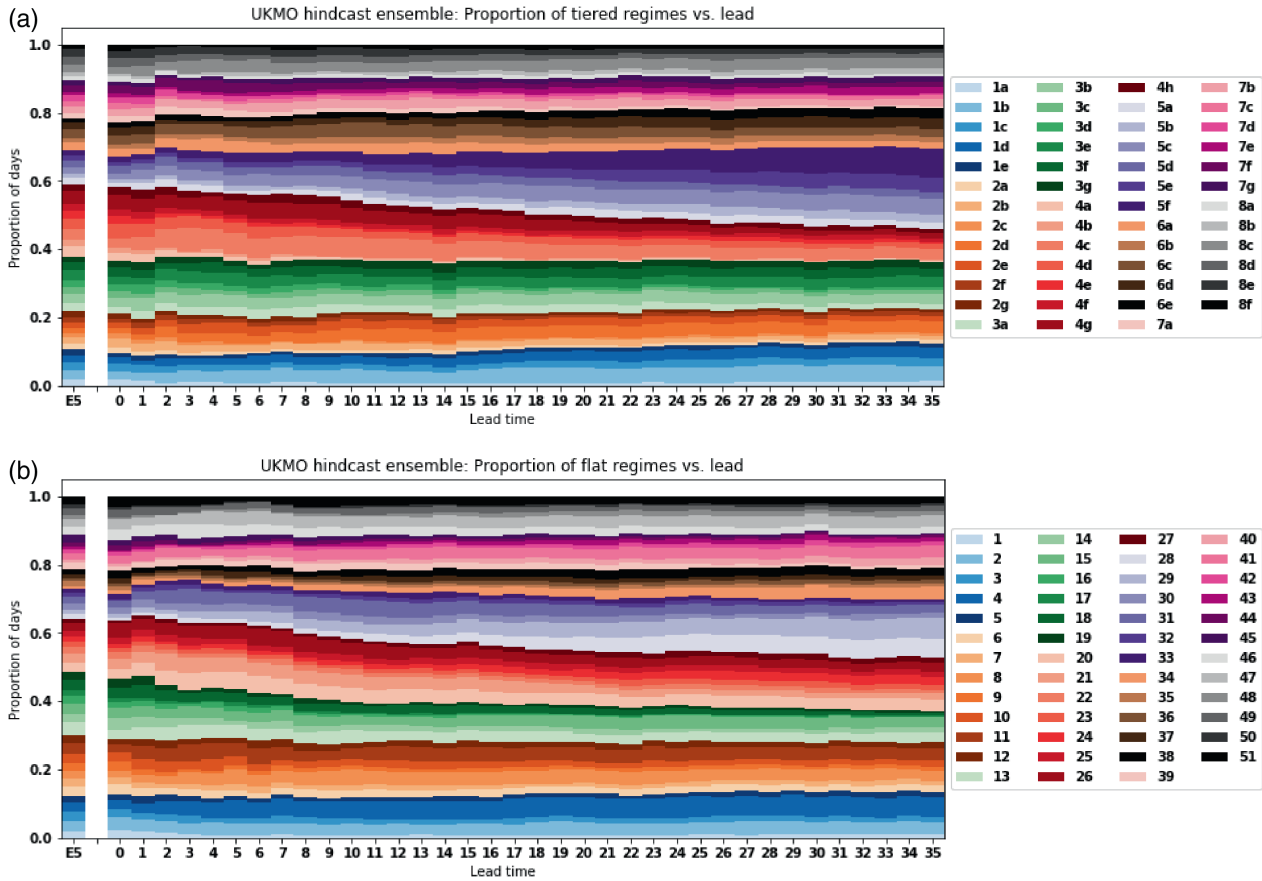 (a)
UKMO hindcast ensemble: Proportion of tiered regimes vs. lead
1.0
0.8
0.6
0.4
0.2
0.0
Proportion of days
E5 0 1 2 3 4 5 6 7 8 9 10 11 12 13 14 15 16 17 18 19 20 21 22 23 24 25 26 27 28 29 30 31 32 33 34 35
Lead time
1a 3b 4h 7b
1b 3c 5a 7c
1c 3d 5b 7d
1d 3e 5c 7e
1e 3f 5d 7f
2a 3g 5e 7g
2b 4a 5f 8a
2c 4b 6a 8b
2d 4c 6b 8c
2e 4d 6c 8d
2f 4e 6d 8e
2g 4f 6e 8f
3a 4g 7a
(b)
UKMO hindcast ensemble: Proportion of flat regimes vs. lead
1.0
0.8
0.6
0.4
0.2
0.0
Proportion of days
E5 0 1 2 3 4 5 6 7 8 9 10 11 12 13 14 15 16 17 18 19 20 21 22 23 24 25 26 27 28 29 30 31 32 33 34 35
Lead time
1 14 27 40
2 15 28 41
3 16 29 42
4 17 30 43
5 18 31 44
6 19 32 45
7 20 33 46
8 21 34 47
9 22 35 48
10 23 36 49
11 24 37 50
12 25 38 51
13 26 39